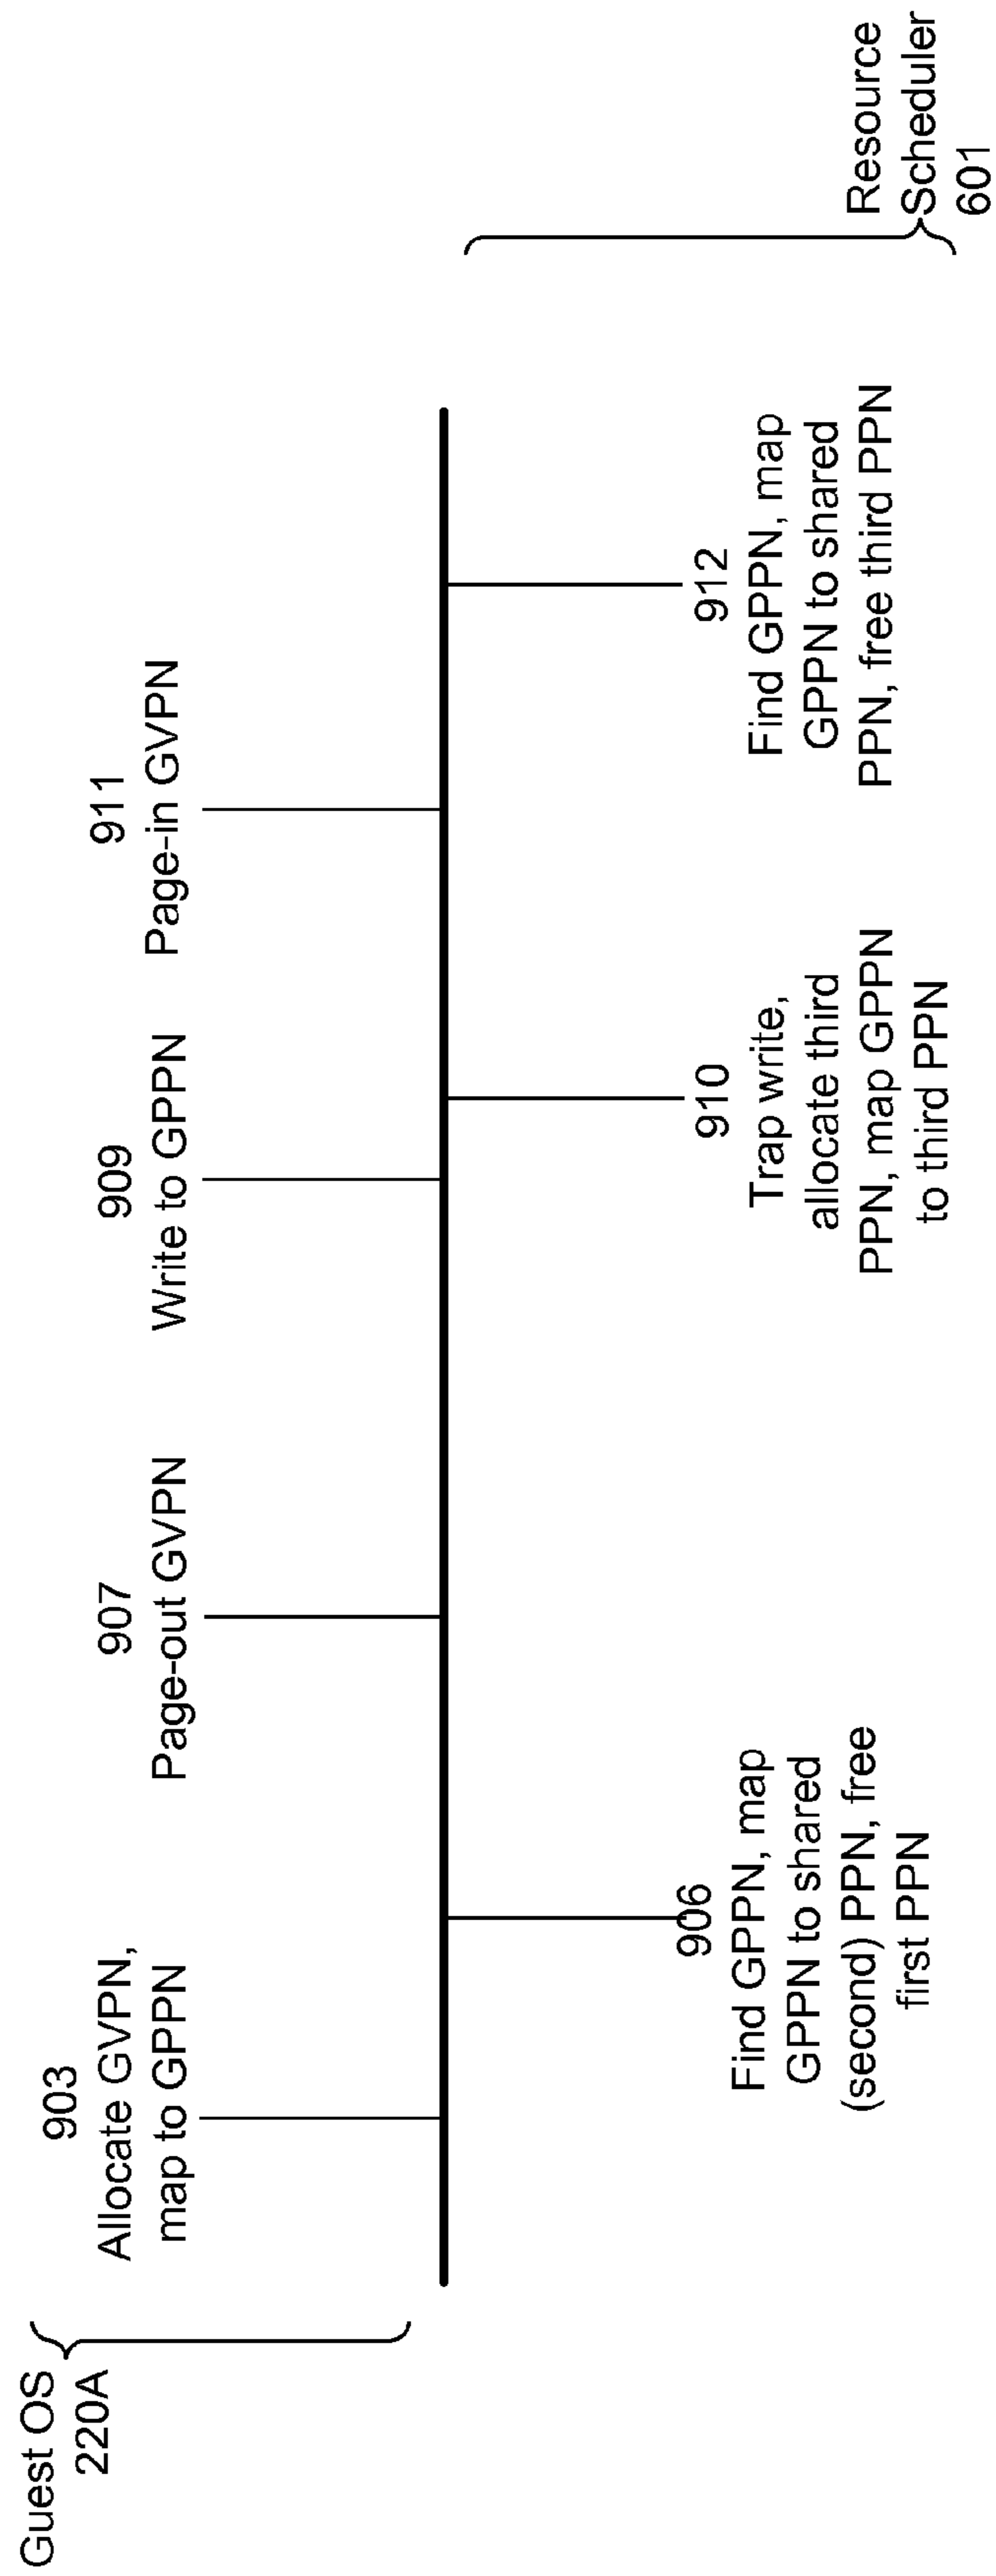 Guest OS
220A
903
Allocate GVPN,
map to GPPN
907
Page-out GVPN
909
Write to GPPN
911
Page-in GVPN
906
Find GPPN, map
GPPN to shared
(second) PPN, free
first PPN
910
Trap write,
allocate third
PPN, map GPPN
to third PPN
912
Find GPPN, map
GPPN to shared
PPN, free third PPN
Resource
Scheduler
601